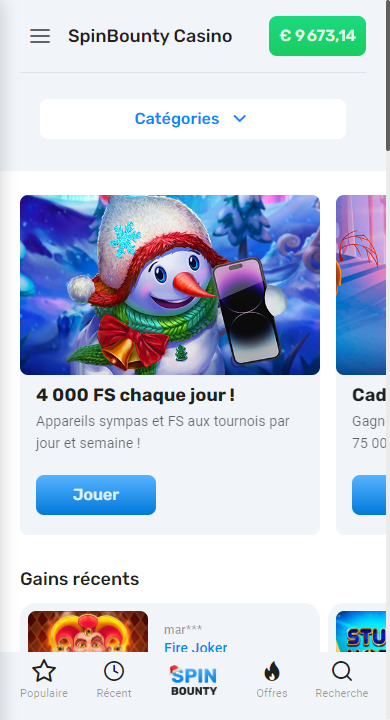 SpinBounty Casino
€ 9 673,14
Catégories
4 000 FS chaque jour !
Appareils sympas et FS aux tournois par
jour et semaine !
Jouer
Cad
Gagn
75 00
Gains récents
mar***
Fire Joker
STU
Populaire
Récent
SPIN
BOUNTY
Offres
Recherche